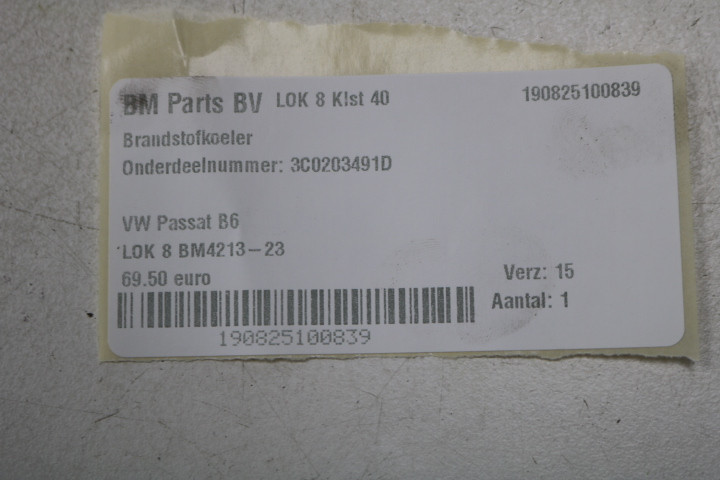 BM Parts BV LOK 8 Klst 40 190825100839
Brandstofkoeler
Onderdeelnummer: 3C0203491D
VW Passat B6
LOK 8 BM4213-23
69.50 euro Verz: 15
Aantal: 1
190825100839